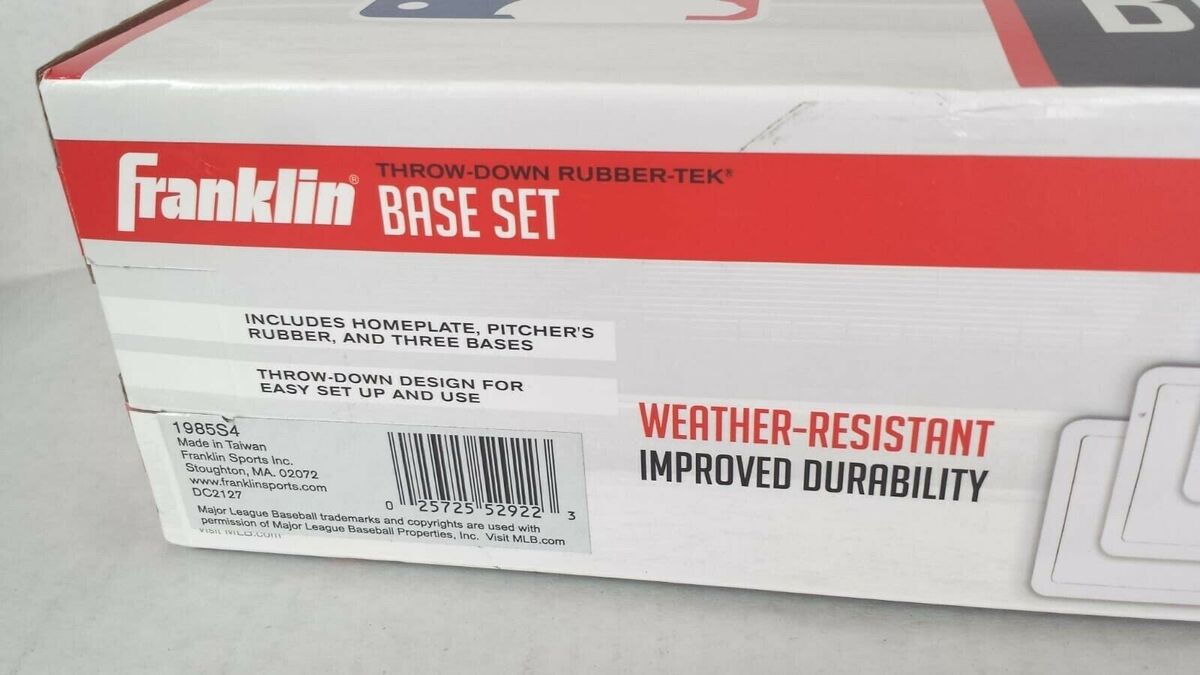 B
franklin®
THROW-DOWN RUBBER-TEK®
BASE SET
INCLUDES HOMEPLATE, PITCHER'S
RUBBER, AND THREE BASES
THROW-DOWN DESIGN FOR
EASY SET UP AND USE
WEATHER-RESISTANT
IMPROVED DURABILITY
1985S4
Made in Taiwan
Franklin Sports Inc.
Stoughton, MA. 02072
www.franklinsports.com
DC2127
0 25725 52922 3
Major League Baseball trademarks and copyrights are used with
permission of Major League Baseball Properties, Inc. Visit MLB.com
Visit MLB.com